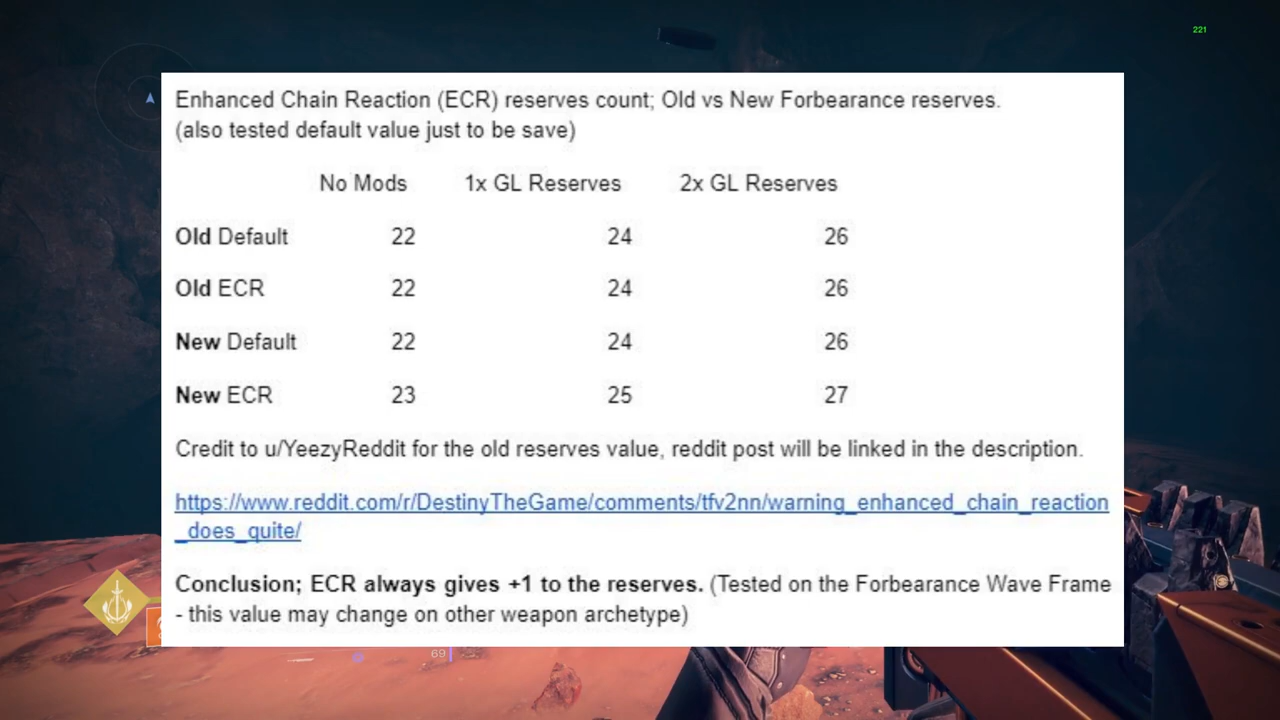 221
Enhanced Chain Reaction (ECR) reserves count; Old vs New Forbearance reserves.
(also tested default value just to be save)
No Mods 1x GL Reserves 2x GL Reserves
Old Default 22 24 26
Old ECR 22 24 26
New Default 22 24 26
New ECR 23 25 27
Credit to u/YeezyReddit for the old reserves value, reddit post will be linked in the description.
https://www.reddit.com/r/DestinyTheGame/comments/tfv2nn/warning_enhanced_chain_reaction
_does_quite/
Conclusion; ECR always gives +1 to the reserves. (Tested on the Forbearance Wave Frame
- this value may change on other weapon archetype)
69